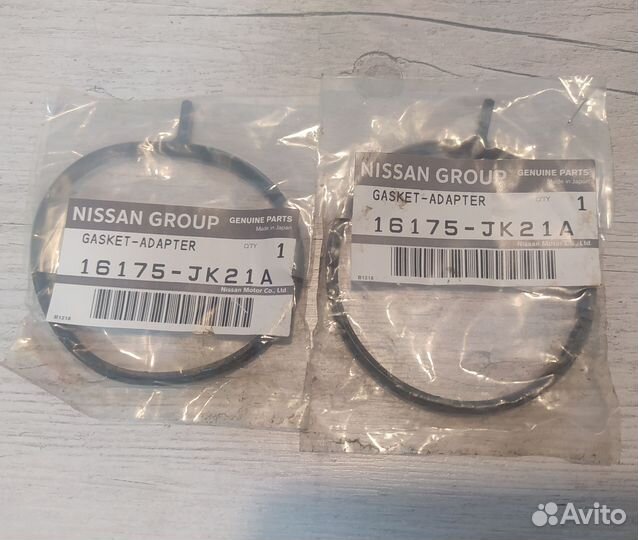 NISSAN GROUP GENUINE PARTS
Made in Japan
GASKET-ADAPTER QTY 1
16175-JK21A
Nissan Motor Co., Ltd.
B1218
NISSAN GROUP GENUINE PARTS
Made in Japan
GASKET-ADAPTER QTY 1
16175-JK21A
Nissan Motor Co., Ltd.
B1218
Avito